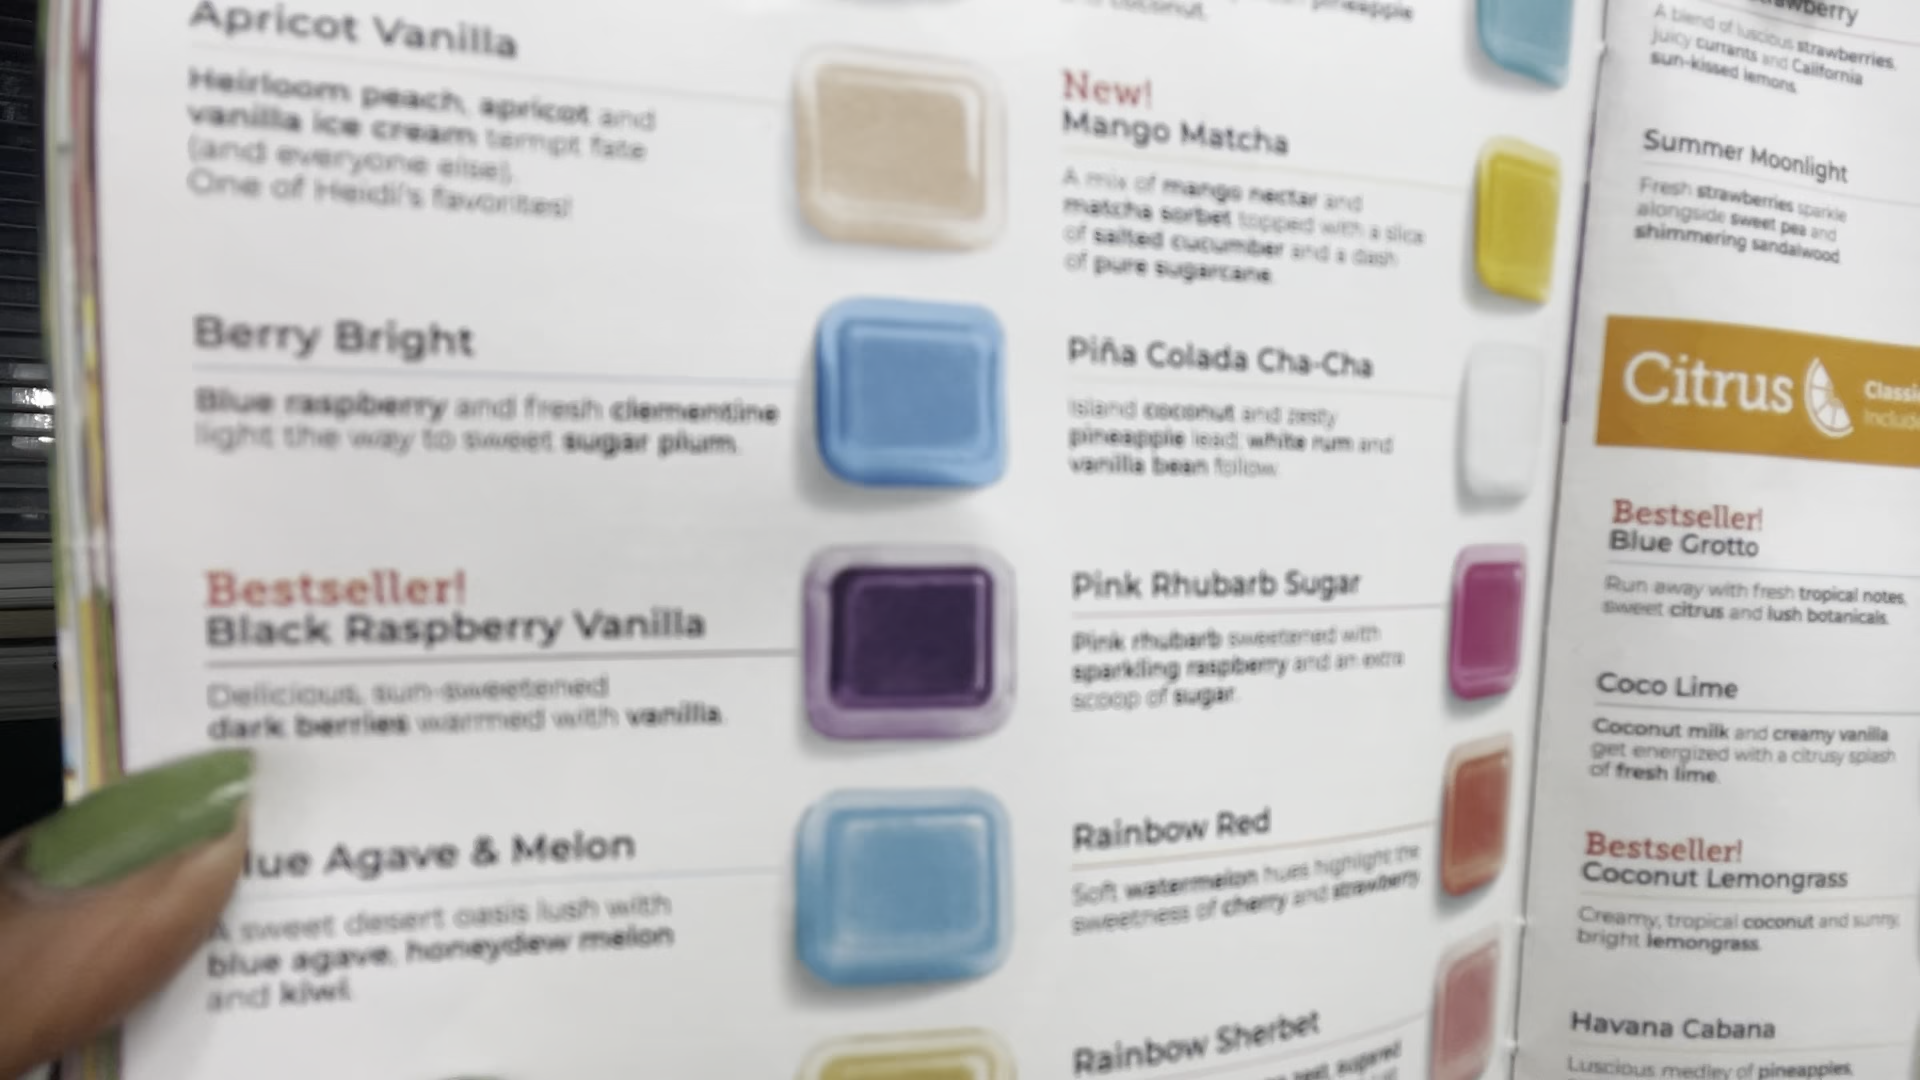 Apricot Vanilla
Heirloom peach, apricot and
vanilla ice cream tempt fate
(and everyone else).
One of Heidi's favorites!
Berry Bright
Blue raspberry and fresh clementine
light the way to sweet sugar plum.
Bestseller!
Black Raspberry Vanilla
Delicious, sun-sweetened
dark berries warmed with vanilla.
lue Agave & Melon
A sweet desert oasis lush with
blue agave, honeydew melon
and kiwi.
pineapple
coconut.
New!
Mango Matcha
A mix of mango nectar and
matcha sorbet topped with a slice
of salted cucumber and a dash
of pure sugarcane.
Piña Colada Cha-Cha
Island coconut and zesty
pineapple lead; white rum and
vanilla bean follow.
Pink Rhubarb Sugar
Pink rhubarb sweetened with
sparkling raspberry and an extra
scoop of sugar.
Rainbow Red
Soft watermelon hues highlight the
sweetness of cherry and strawberry.
Rainbow Sherbet
sugared
A blend of luscious strawberries,
juicy currants and California
sun-kissed lemons.
Summer Moonlight
Fresh strawberries sparkle
alongside sweet pea and
shimmering sandalwood.
Citrus
Classi
Include
Bestseller!
Blue Grotto
Run away with fresh tropical notes,
sweet citrus and lush botanicals.
Coco Lime
Coconut milk and creamy vanilla
get energized with a citrusy splash
of fresh lime.
Bestseller!
Coconut Lemongrass
Creamy, tropical coconut and sunny,
bright lemongrass.
Havana Cabana
Luscious medley of pineapples,